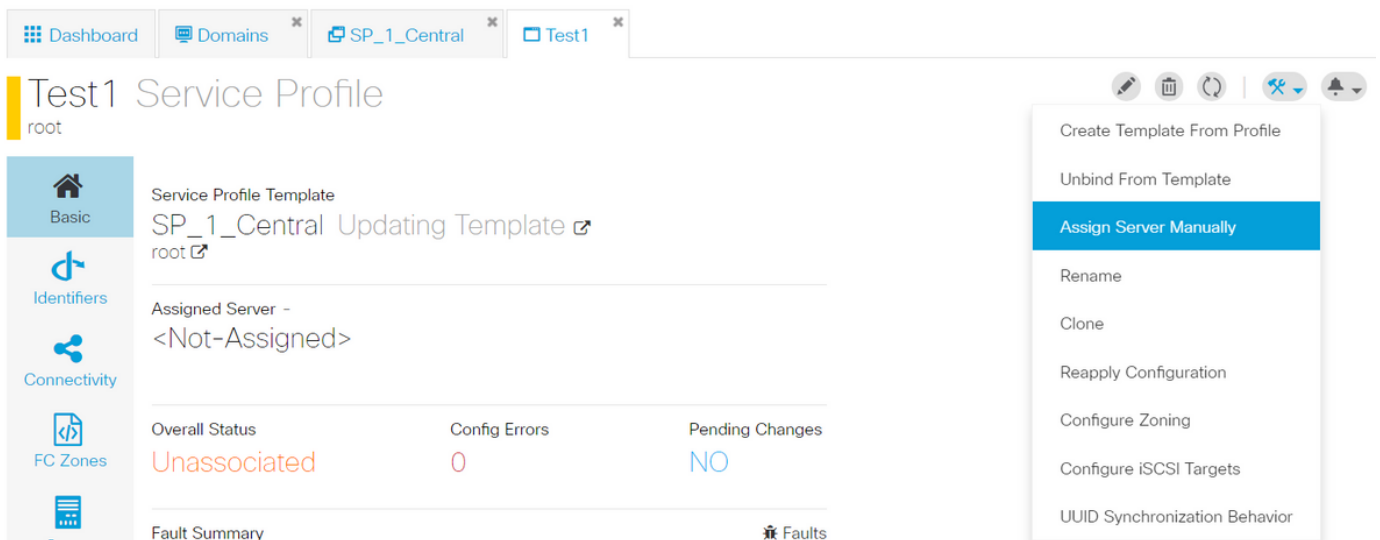 Dashboard
Domains
SP_1_Central
Test1
Test1 Service Profile
root
Basic
Identifiers
Connectivity
FC Zones
Service Profile Template
SP_1_Central Updating Template
root
Assigned Server -
<Not-Assigned>
Overall Status
Unassociated
Config Errors
0
Pending Changes
NO
Fault Summary
Faults
Create Template From Profile
Unbind From Template
Assign Server Manually
Rename
Clone
Reapply Configuration
Configure Zoning
Configure iSCSI Targets
UUID Synchronization Behavior